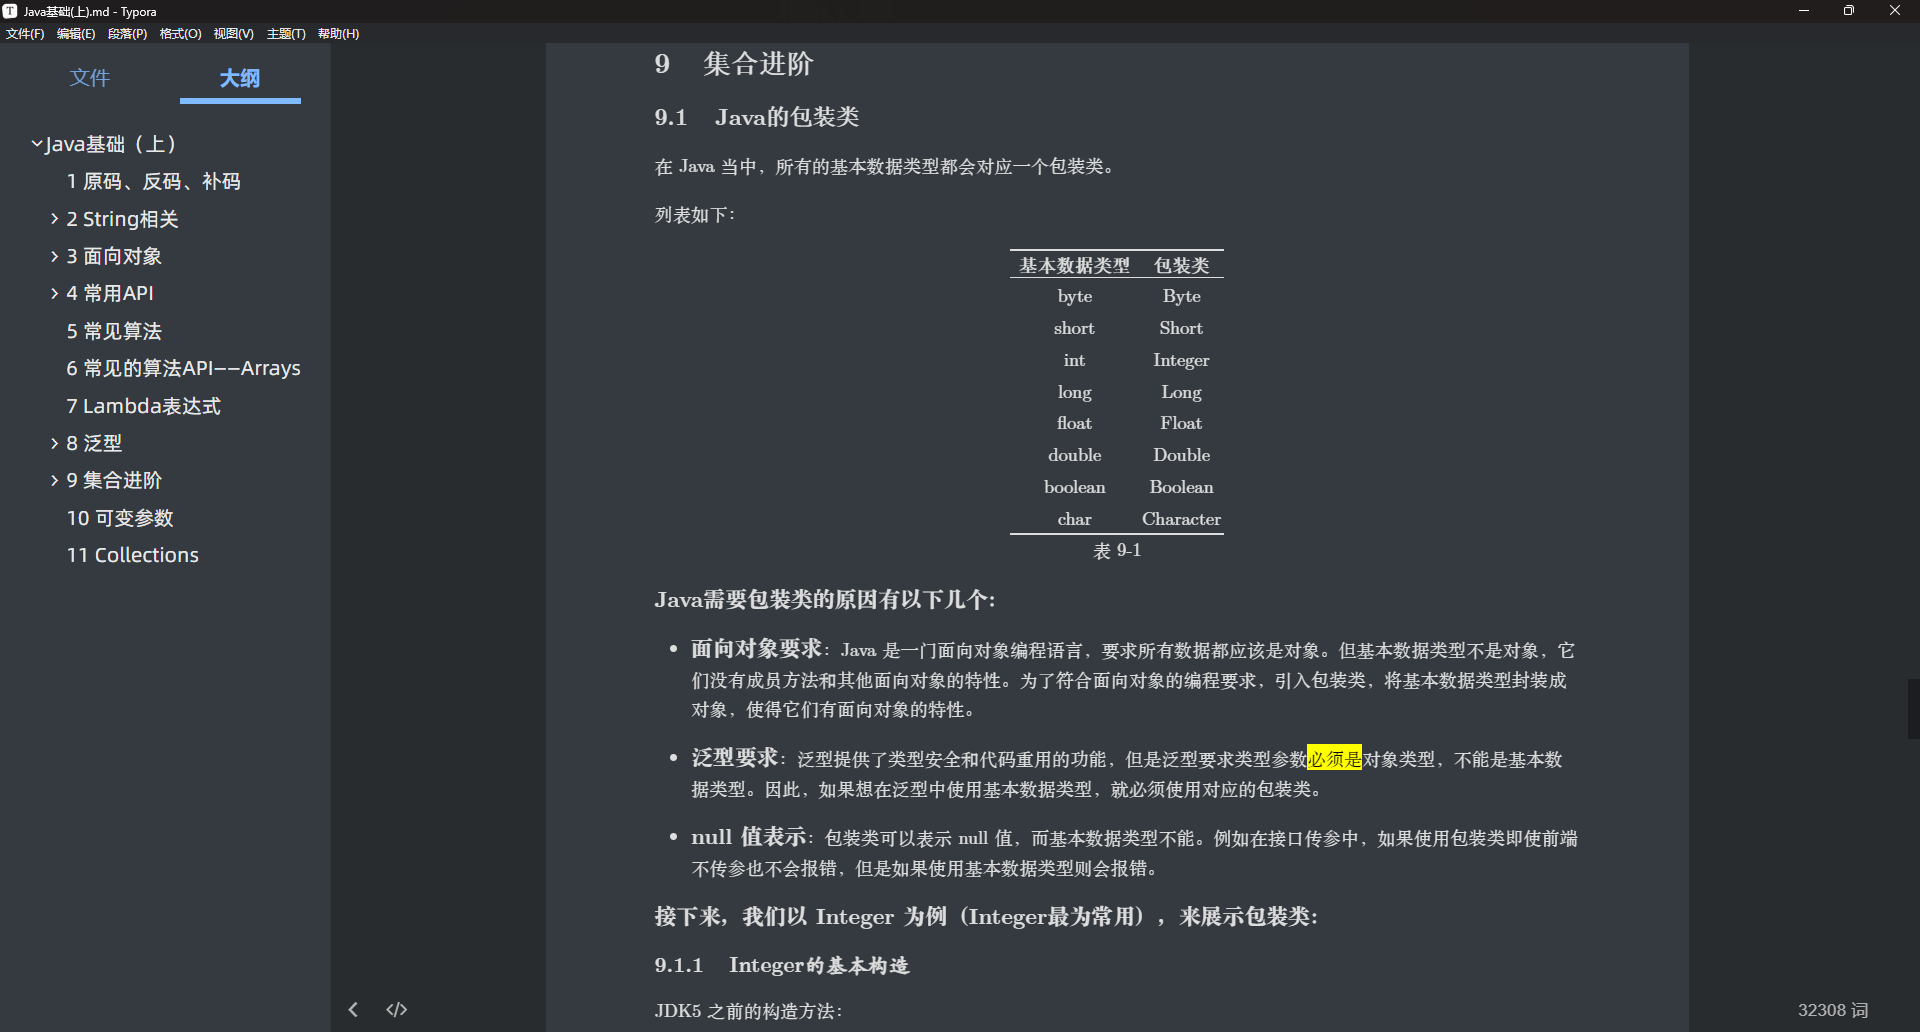 Java基础(上).md - Typora
文件(F) 编辑(E) 段落(P) 格式(O) 视图(V) 主题(T) 帮助(H)
文件 大纲
Java基础（上）
1 原码、反码、补码
2 String相关
3 面向对象
4 常用API
5 常见算法
6 常见的算法API——Arrays
7 Lambda表达式
8 泛型
9 集合进阶
10 可变参数
11 Collections
9 集合进阶
9.1 Java的包装类
在 Java 当中，所有的基本数据类型都会对应一个包装类。
列表如下：
基本数据类型 包装类
byte Byte
short Short
int Integer
long Long
float Float
double Double
boolean Boolean
char Character
表 9-1
Java需要包装类的原因有以下几个：
• 面向对象要求：Java 是一门面向对象编程语言，要求所有数据都应该是对象。但基本数据类型不是对象，它
们没有成员方法和其他面向对象的特性。为了符合面向对象的编程要求，引入包装类，将基本数据类型封装成
对象，使得它们有面向对象的特性。
• 泛型要求：泛型提供了类型安全和代码重用的功能，但是泛型要求类型参数必须是对象类型，不能是基本数
据类型。因此，如果想在泛型中使用基本数据类型，就必须使用对应的包装类。
• null 值表示：包装类可以表示 null 值，而基本数据类型不能。例如在接口传参中，如果使用包装类即使前端
不传参也不会报错，但是如果使用基本数据类型则会报错。
接下来，我们以 Integer 为例（Integer最为常用），来展示包装类：
9.1.1 Integer的基本构造
JDK5 之前的构造方法：
32308 词